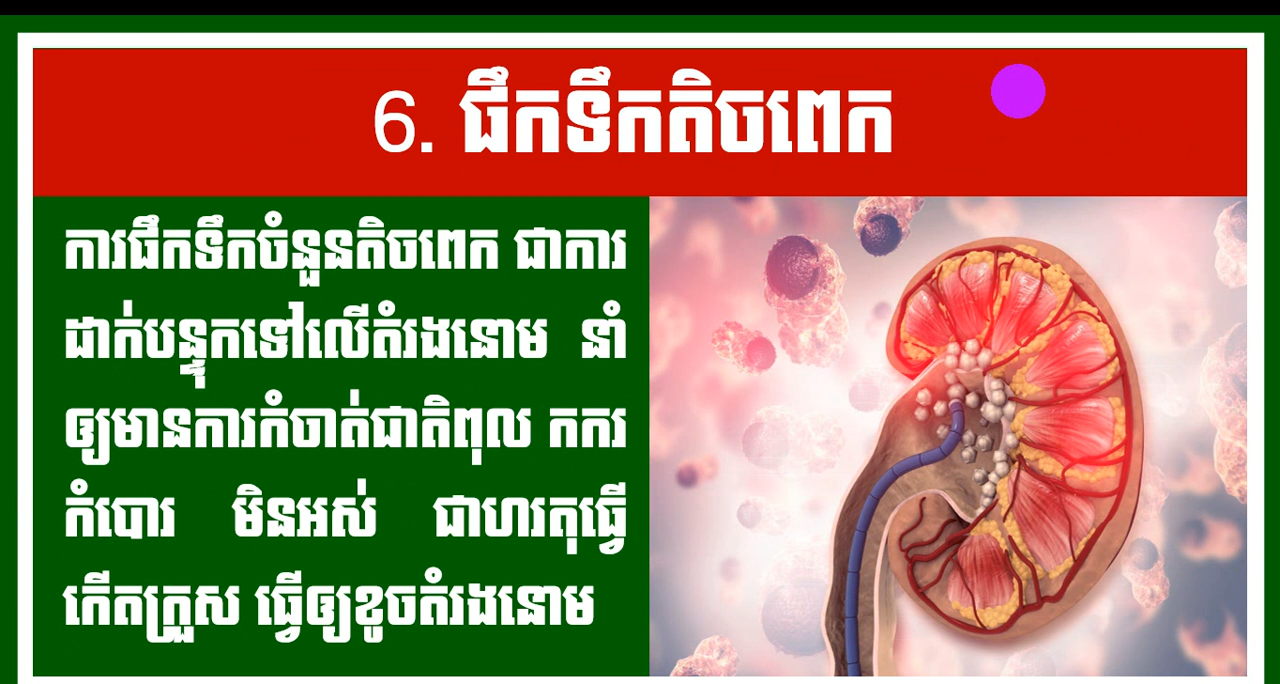 6. ផឹកទឹកតិចពេក
ការផឹកទឹកចំនួនតិចពេក ជាការ
ដាក់បន្ទុកទៅលើតំរងនោម នាំ
ឲ្យមានការកំចាត់ជាតិពុល កករ
កំបោរ មិនអស់ ជាហរតុធ្វើ
កើតក្រួស ធ្វើឲ្យខូចតំរងនោម